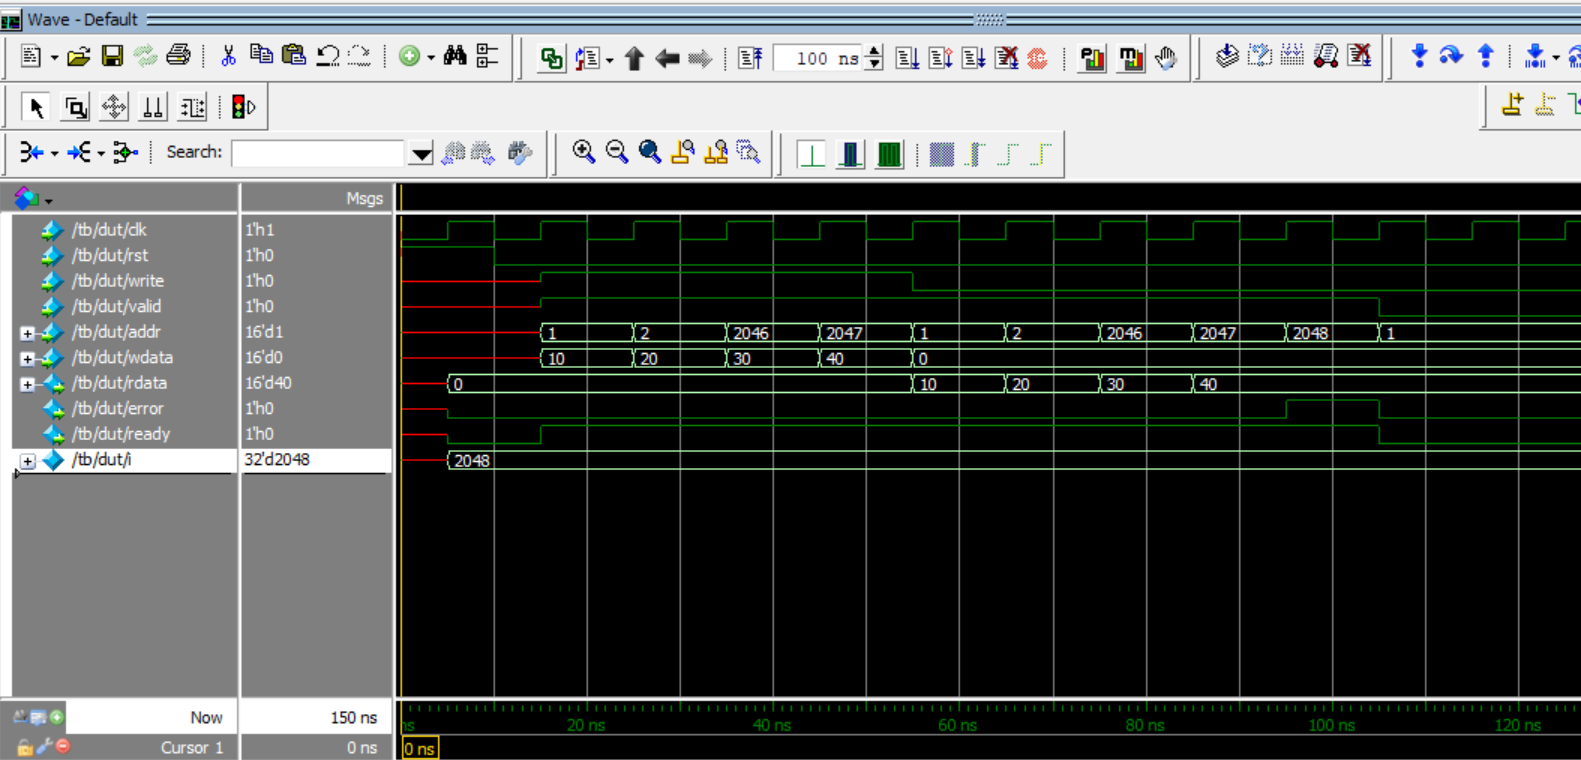 Wave - Default
100 ns
Search:
Msgs
/tb/dut/clk 1'h1
/tb/dut/rst 1'h0
/tb/dut/write 1'h0
/tb/dut/valid 1'h0
/tb/dut/addr 16'd1 1 2 2046 2047 1 2 2046 2047 2048 1
/tb/dut/wdata 16'd0 10 20 30 40 0
/tb/dut/rdata 16'd40 0 10 20 30 40
/tb/dut/error 1'h0
/tb/dut/ready 1'h0
/tb/dut/i 32'd2048 2048
Now 150 ns ns 20 ns 40 ns 60 ns 80 ns 100 ns 120 ns
Cursor 1 0 ns 0 ns